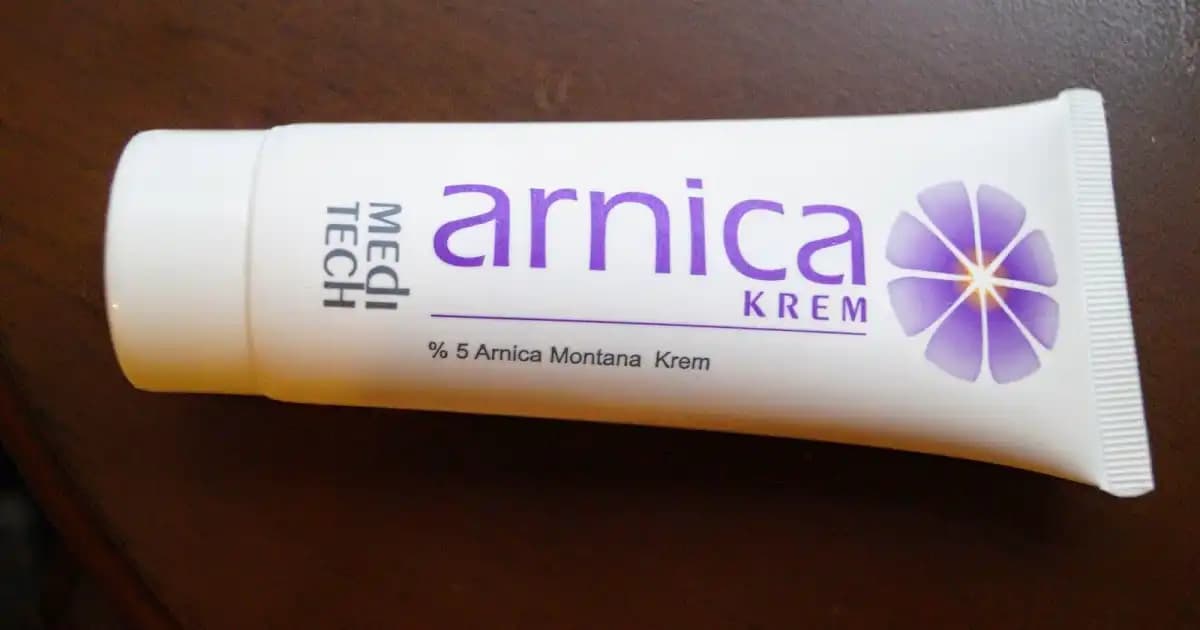 MEdi
TECH
arnica
KREM
% 5 Arnica Montana Krem